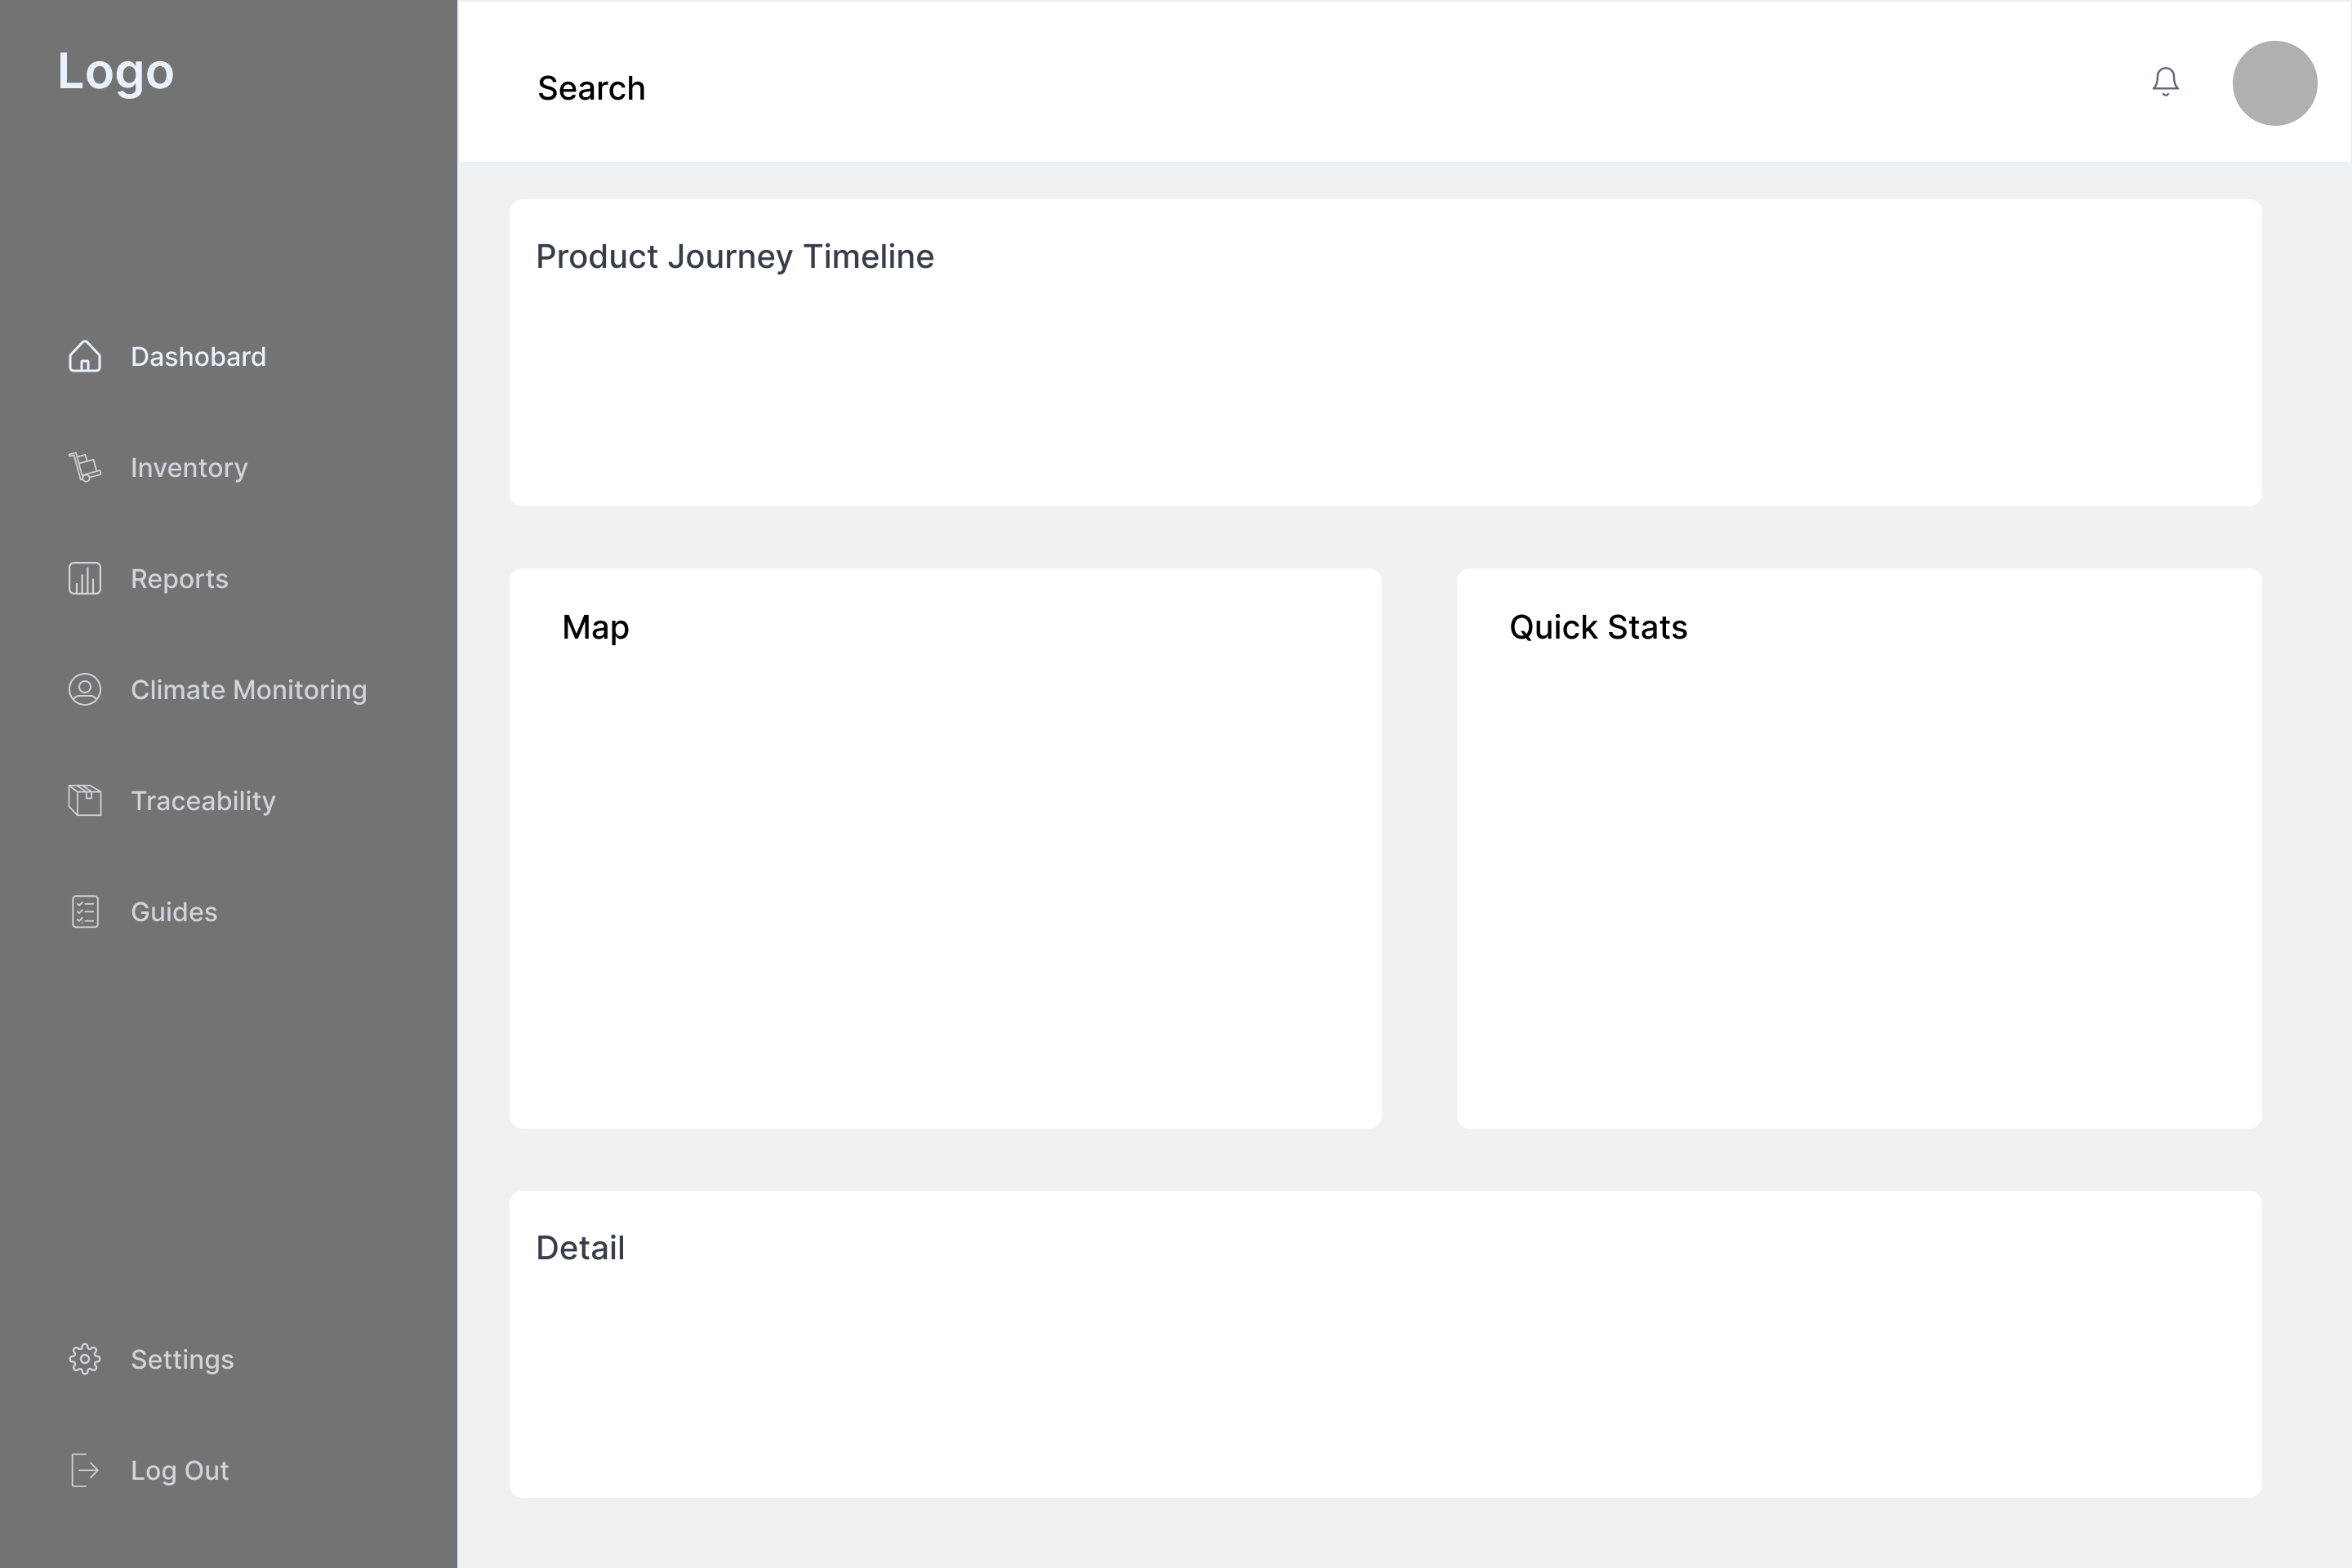 Logo
Search
Dashobard
Inventory
Reports
Climate Monitoring
Traceability
Guides
Settings
Log Out
Product Journey Timeline
Map
Quick Stats
Detail